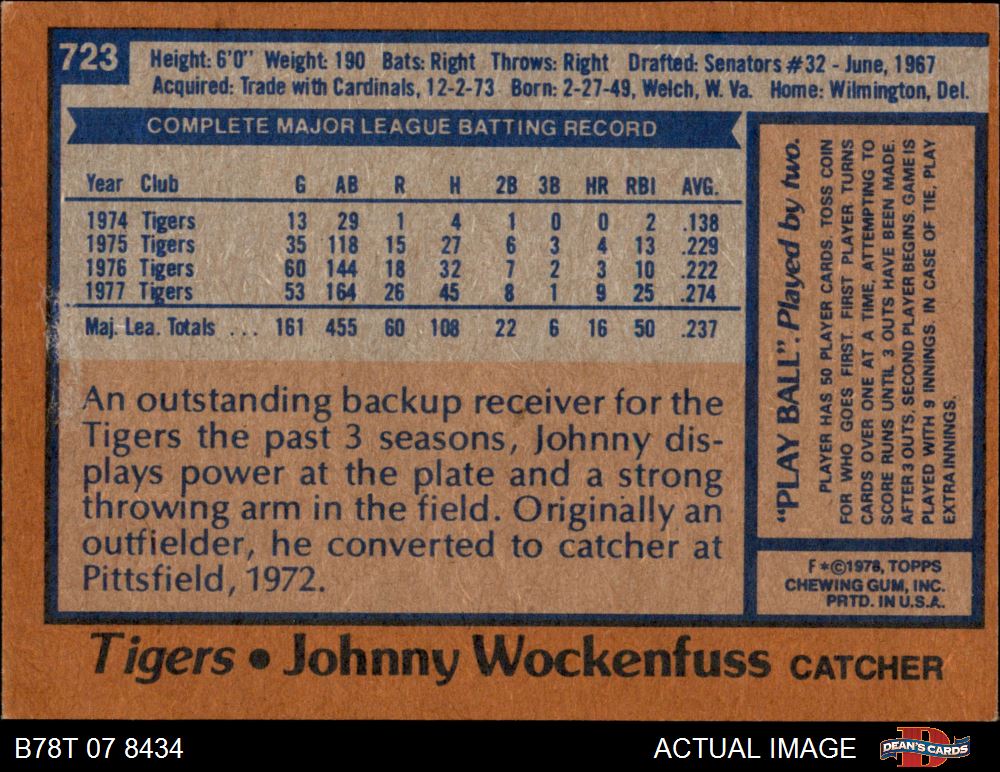 723
Height: 6'0" Weight: 190 Bats: Right Throws: Right Drafted: Senators #32 - June, 1967
Acquired: Trade with Cardinals, 12-2-73 Born: 2-27-49, Welch, W. Va. Home: Wilmington, Del.
COMPLETE MAJOR LEAGUE BATTING RECORD
Year Club G AB R H 2B 3B HR RBI AVG.
1974 Tigers 13 29 1 4 1 0 0 2 .138
1975 Tigers 35 118 15 27 6 3 4 13 .229
1976 Tigers 60 144 18 32 7 2 3 10 .222
1977 Tigers 53 164 26 45 8 1 9 25 .274
Maj. Lea. Totals ... 161 455 60 108 22 6 16 50 .237
An outstanding backup receiver for the
Tigers the past 3 seasons, Johnny dis-
plays power at the plate and a strong
throwing arm in the field. Originally an
outfielder, he converted to catcher at
Pittsfield, 1972.
"PLAY BALL". Played by two.
PLAYER HAS 50 PLAYER CARDS. TOSS COIN
FOR WHO GOES FIRST. FIRST PLAYER TURNS
CARDS OVER ONE AT A TIME, ATTEMPTING TO
SCORE RUNS UNTIL 3 OUTS HAVE BEEN MADE.
AFTER 3 OUTS, SECOND PLAYER BEGINS. GAME IS
PLAYED WITH 9 INNINGS. IN CASE OF TIE, PLAY
EXTRA INNINGS.
F*©1978, TOPPS
CHEWING GUM, INC.
PRTD. IN U.S.A.
Tigers • Johnny Wockenfuss CATCHER
B78T 07 8434
ACTUAL IMAGE
D
DEAN'S CARDS